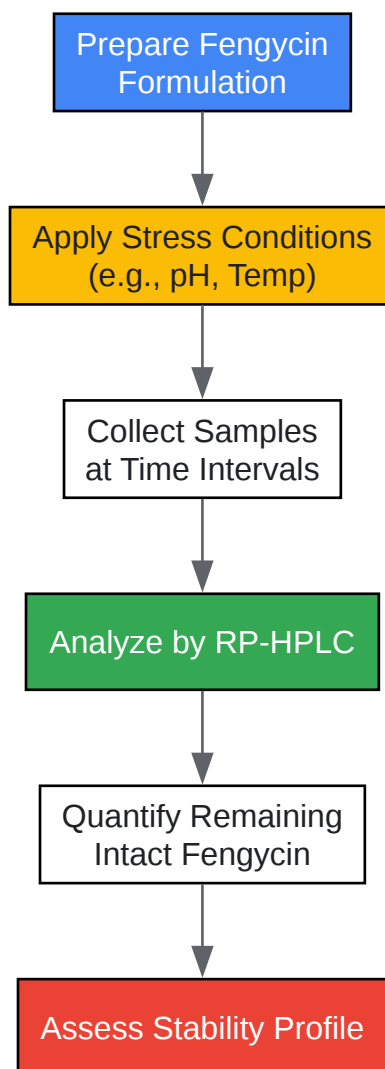 Prepare Fengycin
Formulation
Apply Stress Conditions
(e.g., pH, Temp)
Collect Samples
at Time Intervals
Analyze by RP-HPLC
Quantify Remaining
Intact Fengycin
Assess Stability Profile